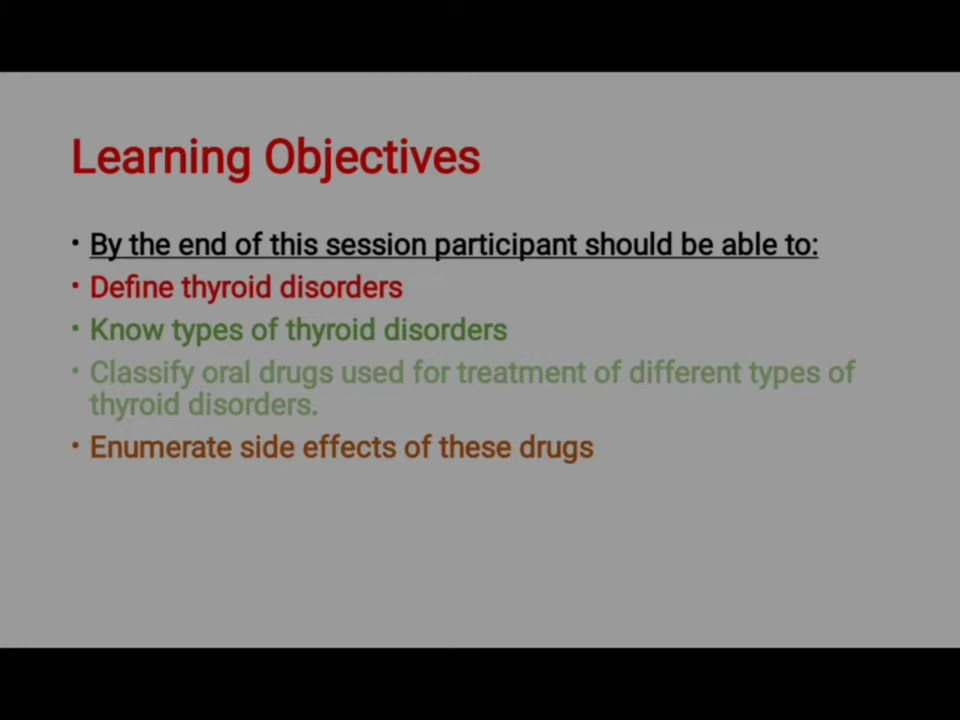 Learning Objectives
• By the end of this session participant should be able to:
• Define thyroid disorders
• Know types of thyroid disorders
• Classify oral drugs used for treatment of different types of
thyroid disorders.
• Enumerate side effects of these drugs